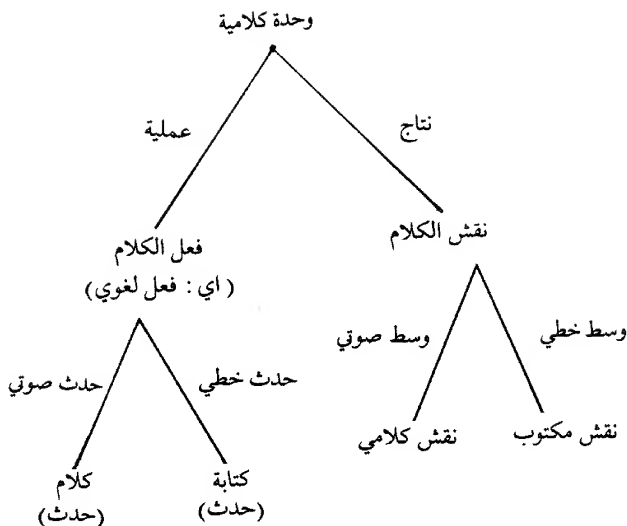 وحدة كلامية
نتاج
عملية
نقش الكلام
فعل الكلام
(اي : فعل لغوي)
وسط خطي
وسط صوتي
حدث خطي
حدث صوتي
نقش مكتوب
نقش كلامي
كتابة
(حدث)
كلام
(حدث)